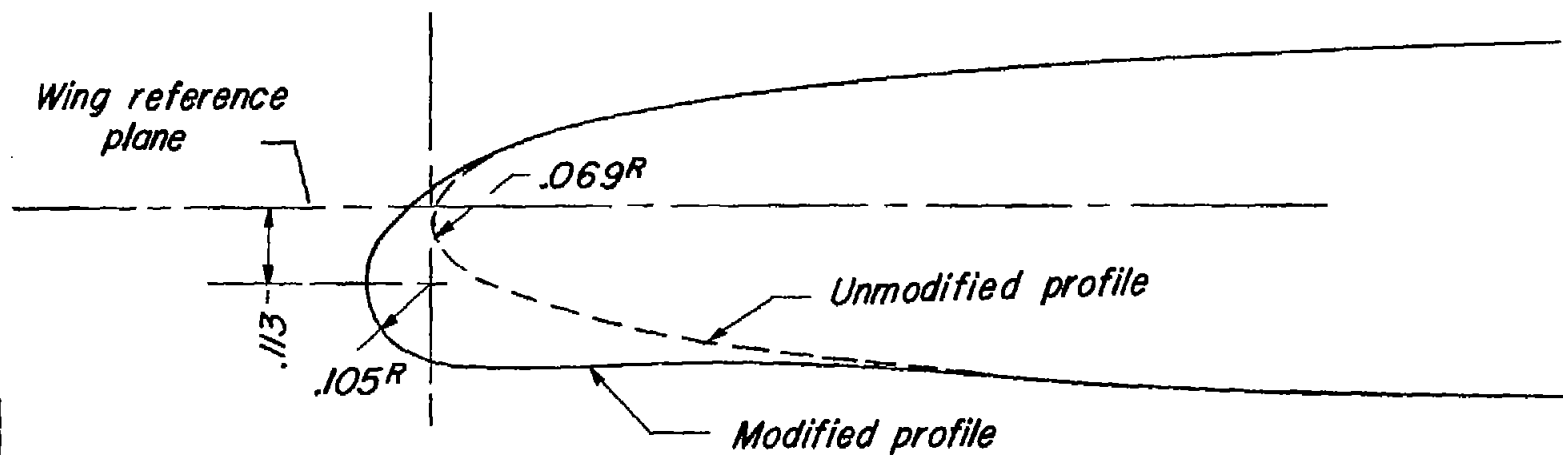 Wing reference
plane
.069R
Unmodified profile
.113
.105R
Modified profile